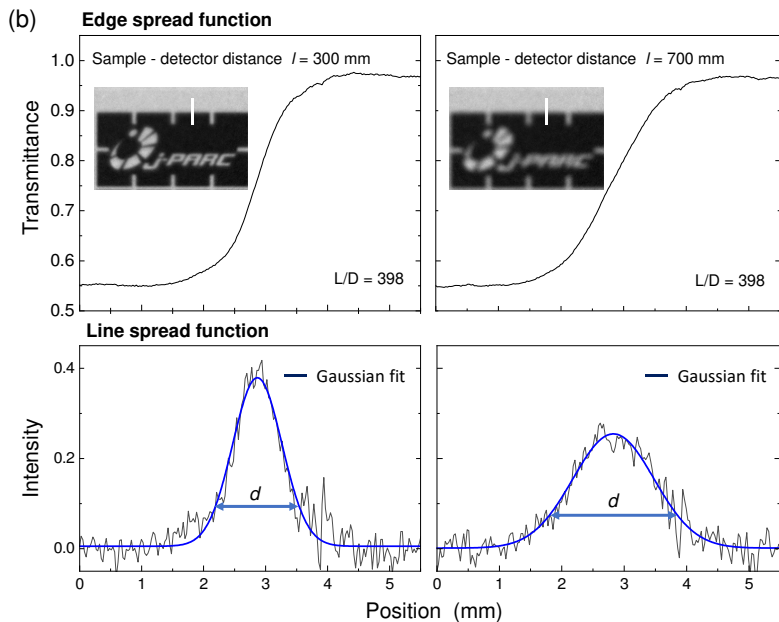 (b)
Edge spread function
Sample - detector distance l = 300 mm
Sample - detector distance l = 700 mm
j-PARC
j-PARC
Transmittance
1.0
0.9
0.8
0.7
0.6
0.5
L/D = 398
L/D = 398
Line spread function
Gaussian fit
Gaussian fit
Intensity
0.4
0.2
0.0
d
d
0 1 2 3 4 5
0 1 2 3 4 5
Position (mm)